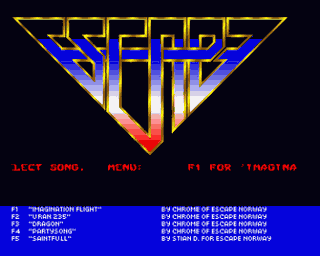 ESCAPE
LECT SONG. MENU: F1 FOR 'IMAGINA
F1 "IMAGINATION FLIGHT" BY CHROME OF ESCAPE NORWAY
F2 "URAN 235" BY CHROME OF ESCAPE NORWAY
F3 "DRAGON" BY CHROME OF ESCAPE NORWAY
F4 "PARTYSONG" BY CHROME OF ESCAPE NORWAY
F5 "SAINTFULL" BY STIAN D. FOR ESCAPE NORWAY